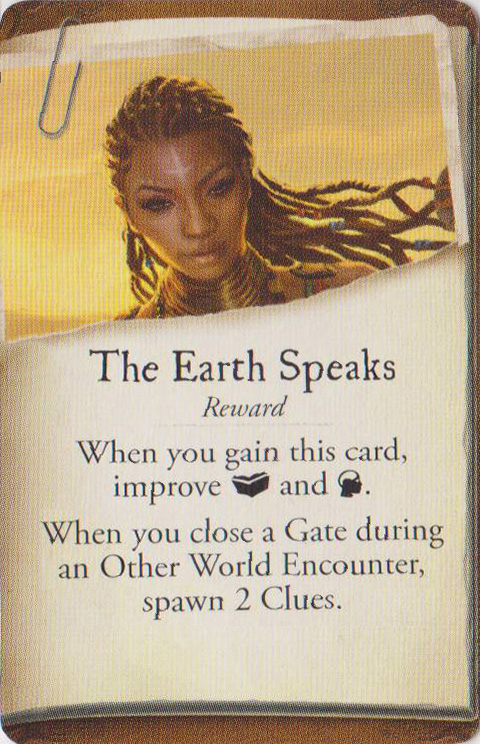 The Earth Speaks
Reward
When you gain this card,
improve and .
When you close a Gate during
an Other World Encounter,
spawn 2 Clues.